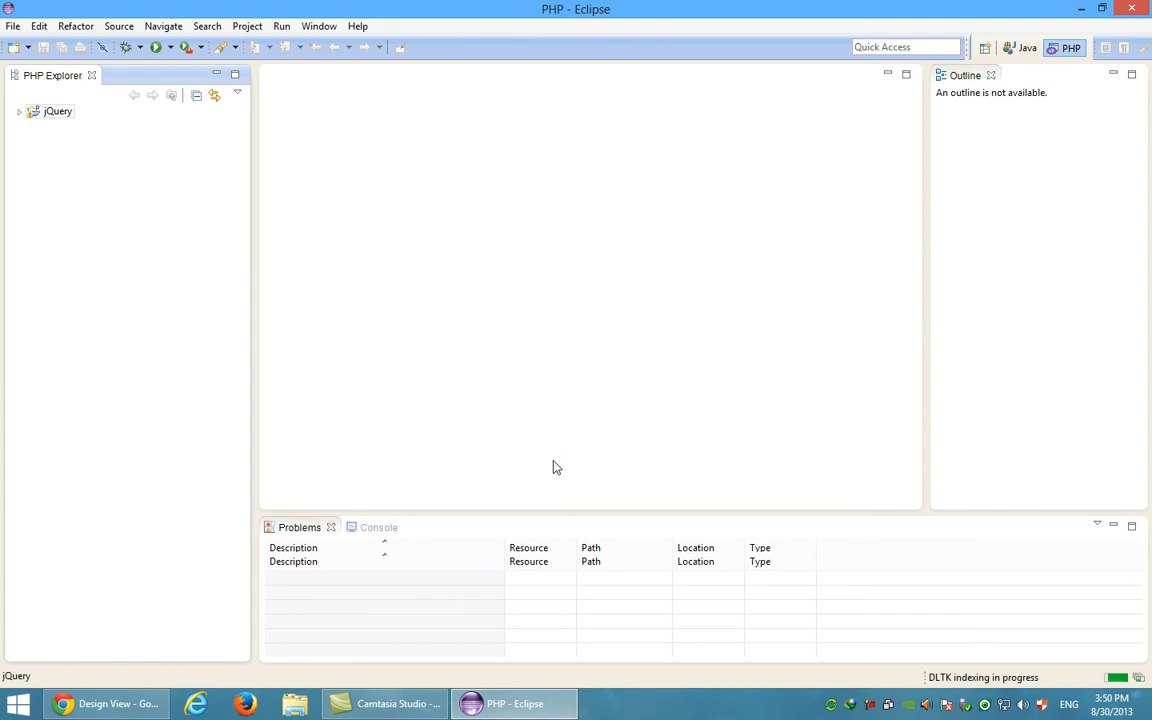 PHP - Eclipse
File Edit Refactor Source Navigate Search Project Run Window Help
Quick Access
Java
PHP
PHP Explorer
Outline
An outline is not available.
jQuery
Problems
Console
Description Resource Path Location Type
Description Resource Path Location Type
jQuery
DLTK indexing in progress
Design View - Go...
Camtasia Studio -...
PHP - Eclipse
ENG
3:50 PM
8/30/2013